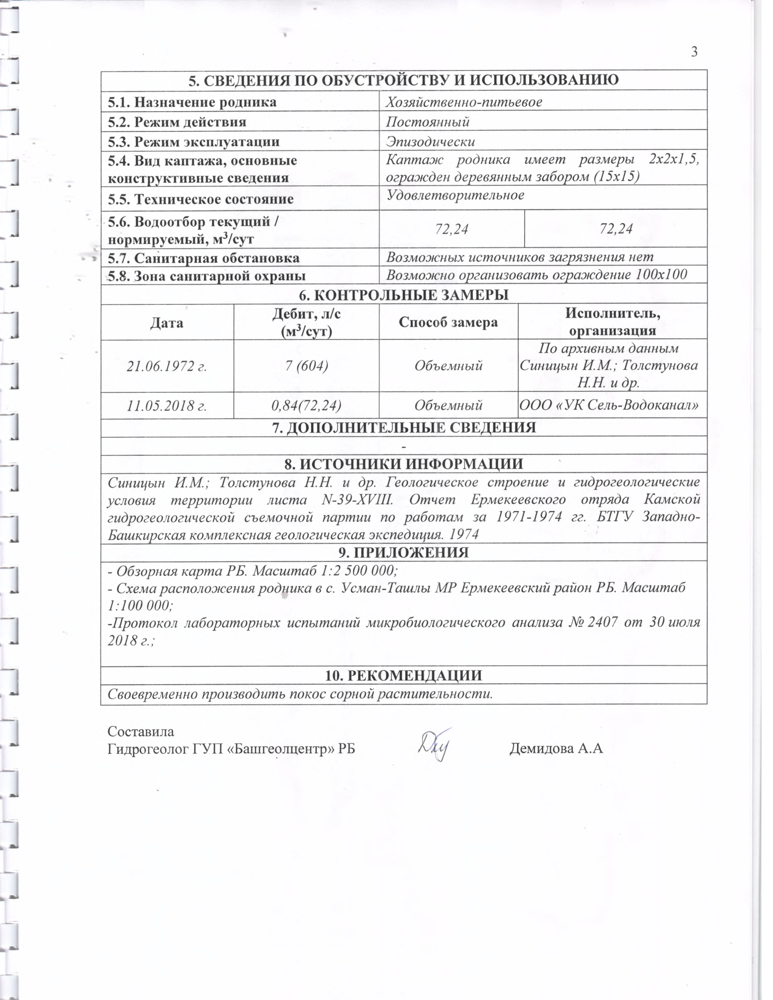 3
5. СВЕДЕНИЯ ПО ОБУСТРОЙСТВУ И ИСПОЛЬЗОВАНИЮ
5.1. Назначение родника Хозяйственно-питьевое
5.2. Режим действия Постоянный
5.3. Режим эксплуатации Эпизодически
5.4. Вид каптажа, основные
конструктивные сведения
Каптаж родника имеет размеры 2х2х1,5,
огражден деревянным забором (15х15)
5.5. Техническое состояние Удовлетворительное
5.6. Водоотбор текущий /
нормируемый, м³/сут
72,24 72,24
5.7. Санитарная обстановка Возможных источников загрязнения нет
5.8. Зона санитарной охраны Возможно организовать ограждение 100х100
6. КОНТРОЛЬНЫЕ ЗАМЕРЫ
Дата
Дебит, л/с
(м³/сут)
Способ замера
Исполнитель,
организация
21.06.1972 г.
7 (604)
Объемный
По архивным данным
Синицын И.М.; Толстунова
Н.Н. и др.
11.05.2018 г. 0,84(72,24) Объемный ООО «УК Сель-Водоканал»
7. ДОПОЛНИТЕЛЬНЫЕ СВЕДЕНИЯ
-
8. ИСТОЧНИКИ ИНФОРМАЦИИ
Синицын И.М.; Толстунова Н.Н. и др. Геологическое строение и гидрогеологические
условия территории листа N-39-XVIII. Отчет Ермекеевского отряда Камской
гидрогеологической съемочной партии по работам за 1971-1974 гг. БТГУ Западно-
Башкирская комплексная геологическая экспедиция. 1974
9. ПРИЛОЖЕНИЯ
- Обзорная карта РБ. Масштаб 1:2 500 000;
- Схема расположения родника в с. Усман-Ташлы МР Ермекеевский район РБ. Масштаб
1:100 000;
-Протокол лабораторных испытаний микробиологического анализа № 2407 от 30 июля
2018 г.;
10. РЕКОМЕНДАЦИИ
Своевременно производить покос сорной растительности.
Составила
Гидрогеолог ГУП «Башгеолцентр» РБ Демидова А.А